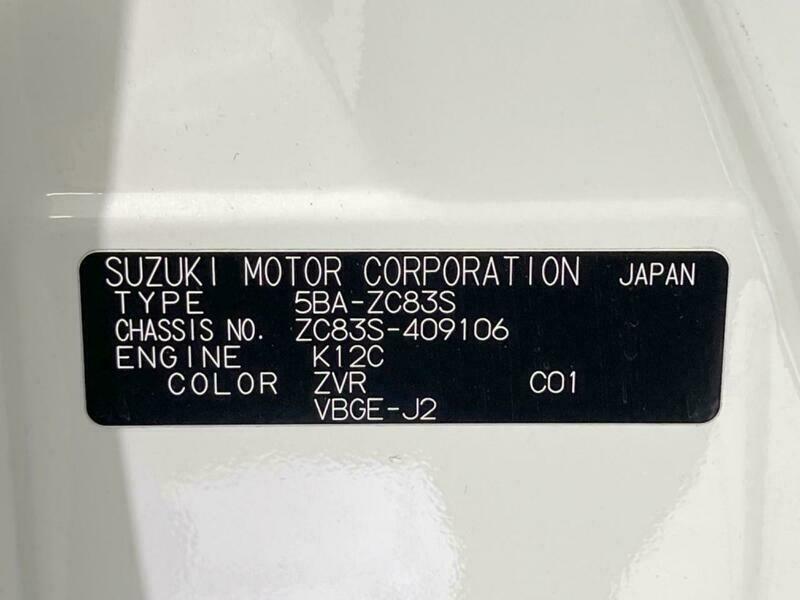 SUZUKI MOTOR CORPORATION JAPAN
TYPE 5BA-ZC83S
CHASSIS NO. ZC83S-409106
ENGINE K12C
COLOR ZVR C01
VBGE-J2